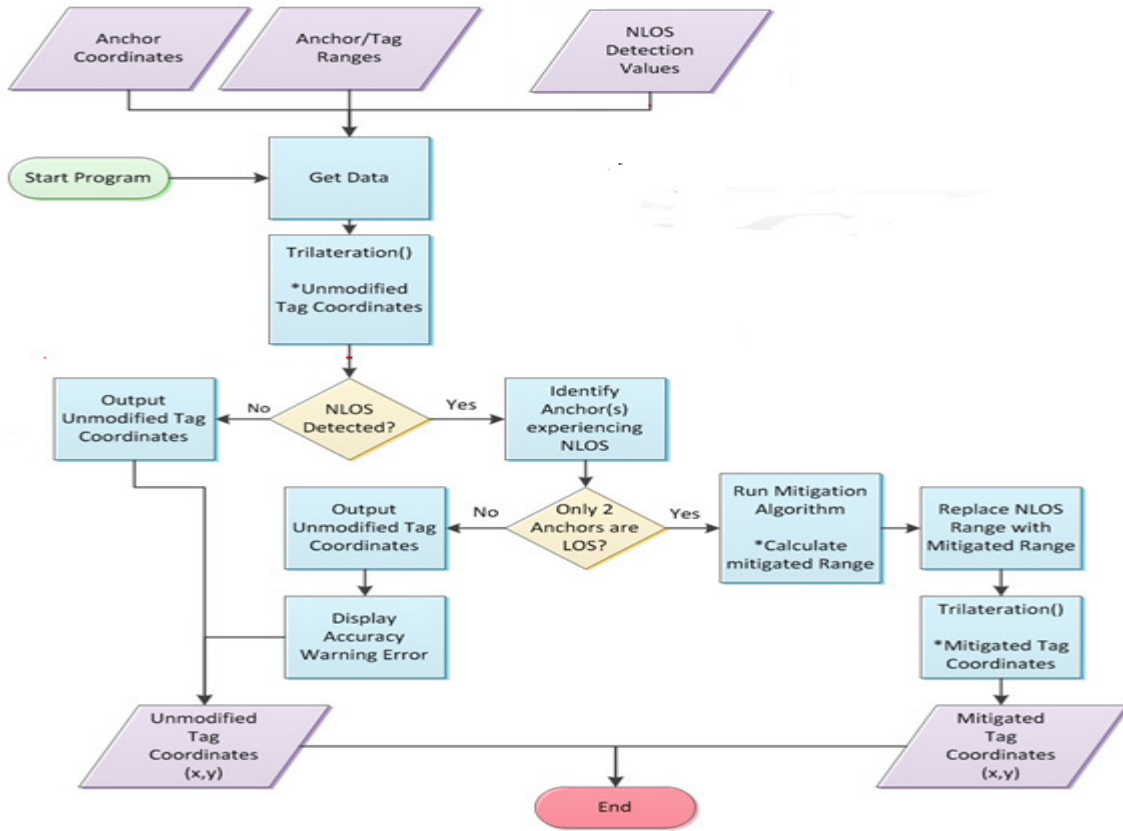 Anchor
Coordinates
Anchor/Tag
Ranges
NLOS
Detection
Values
Start Program
Get Data
Trilateration()
*Unmodified
Tag Coordinates
Output
Unmodified Tag
Coordinates
No
NLOS
Detected?
Yes
Identify
Anchor(s)
experiencing
NLOS
Output
Unmodified Tag
Coordinates
No
Only 2
Anchors are
LOS?
Yes
Run Mitigation
Algorithm
*Calculate
mitigated Range
Replace NLOS
Range with
Mitigated Range
Display
Accuracy
Warning Error
Trilateration()
*Mitigated Tag
Coordinates
Unmodified
Tag
Coordinates
(x,y)
Mitigated
Tag
Coordinates
(x,y)
End